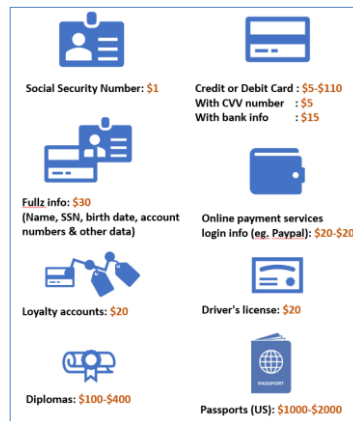 Social Security Number: $1
Credit or Debit Card : $5-$110
With CVV number : $5
With bank info : $15
Fullz info: $30
(Name, SSN, birth date, account
numbers & other data)
Online payment services
login info (eg. Paypal): $20-$20
Loyalty accounts: $20
Driver's license: $20
Diplomas: $100-$400
PASSPORT
Passports (US): $1000-$2000